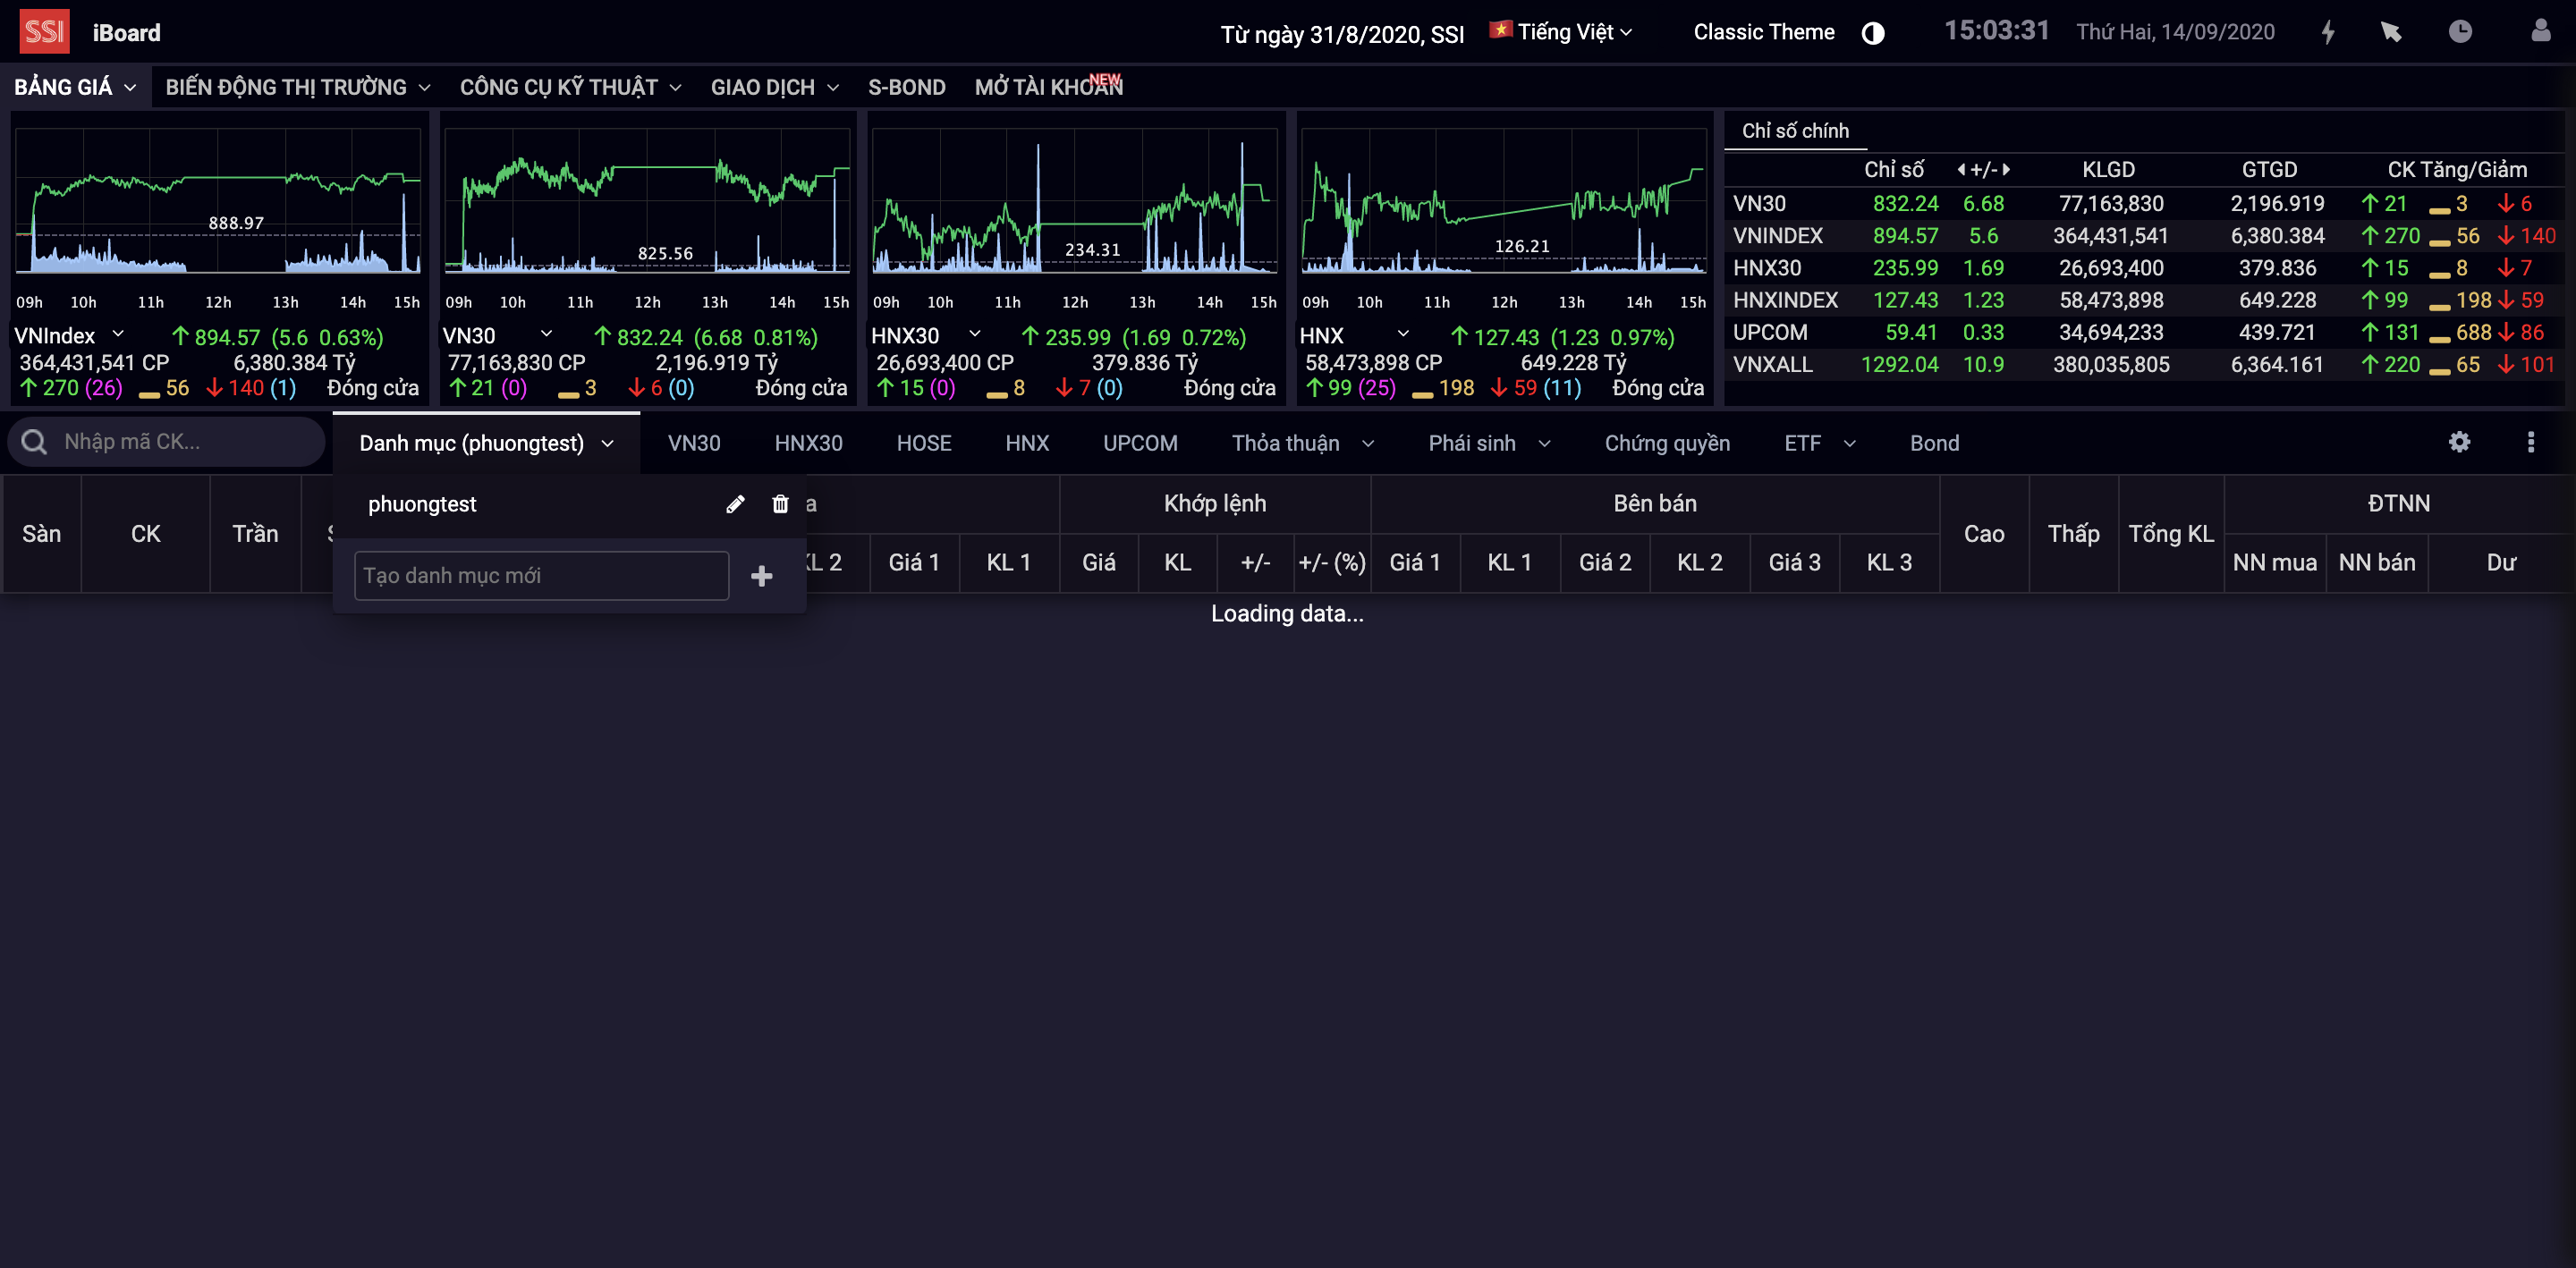 SSI iBoard Từ ngày 31/8/2020, SSI Tiếng Việt Classic Theme 15:03:31 Thứ Hai, 14/09/2020
BẢNG GIÁ BIẾN ĐỘNG THỊ TRƯỜNG CÔNG CỤ KỸ THUẬT GIAO DỊCH S-BOND MỞ TÀI KHOẢN NEW
888.97
09h 10h 11h 12h 13h 14h 15h
VNIndex 894.57 (5.6 0.63%)
364,431,541 CP 6,380.384 Tỷ
270 (26) 56 140 (1) Đóng cửa
825.56
09h 10h 11h 12h 13h 14h 15h
VN30 832.24 (6.68 0.81%)
77,163,830 CP 2,196.919 Tỷ
21 (0) 3 6 (0) Đóng cửa
234.31
09h 10h 11h 12h 13h 14h 15h
HNX30 235.99 (1.69 0.72%)
26,693,400 CP 379.836 Tỷ
15 (0) 8 7 (0) Đóng cửa
126.21
09h 10h 11h 12h 13h 14h 15h
HNX 127.43 (1.23 0.97%)
58,473,898 CP 649.228 Tỷ
99 (25) 198 59 (11) Đóng cửa
Chỉ số chính
Chỉ số +/- KLGD GTGD CK Tăng/Giảm
VN30 832.24 6.68 77,163,830 2,196.919 21 3 6
VNINDEX 894.57 5.6 364,431,541 6,380.384 270 56 140
HNX30 235.99 1.69 26,693,400 379.836 15 8 7
HNXINDEX 127.43 1.23 58,473,898 649.228 99 198 59
UPCOM 59.41 0.33 34,694,233 439.721 131 688 86
VNXALL 1292.04 10.9 380,035,805 6,364.161 220 65 101
Nhập mã CK... Danh mục (phuongtest) VN30 HNX30 HOSE HNX UPCOM Thỏa thuận Phái sinh Chứng quyền ETF Bond
phuongtest
Tạo danh mục mới
Khớp lệnh Bên bán ĐTNN
Sàn CK Trần Cao Thấp Tổng KL
KL 2 Giá 1 KL 1 Giá KL +/- +/- (%) Giá 1 KL 1 Giá 2 KL 2 Giá 3 KL 3 NN mua NN bán Dư
Loading data...